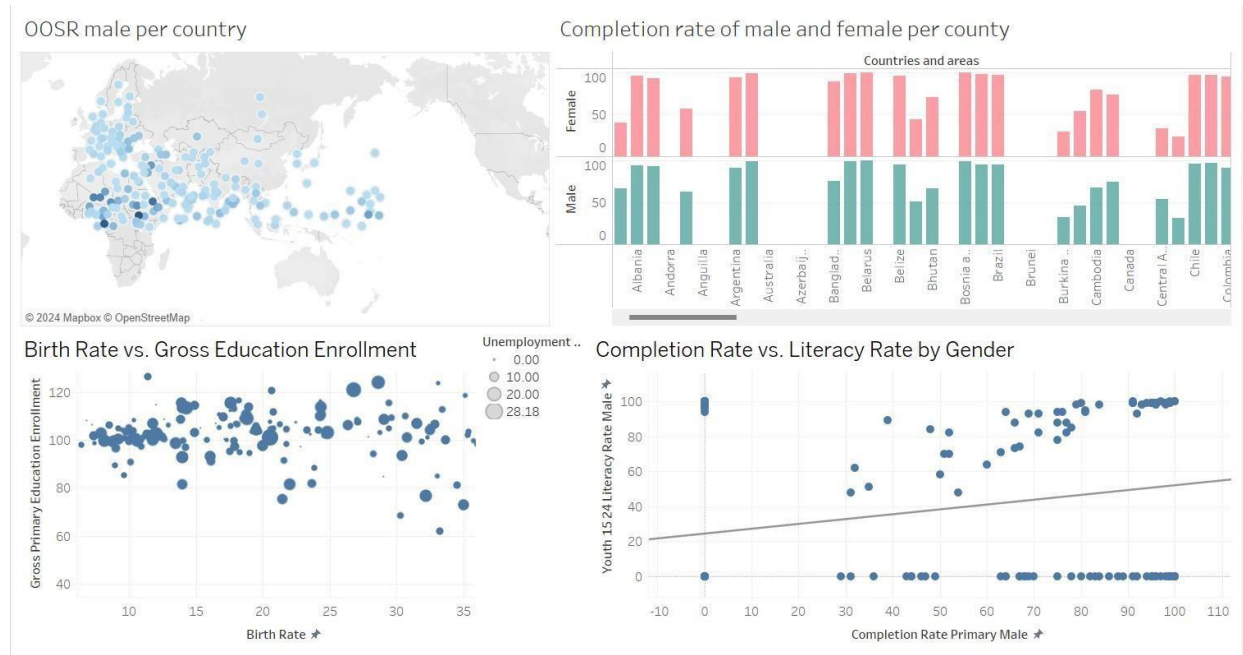 OOSR male per country
© 2024 Mapbox © OpenStreetMap
Completion rate of male and female per county
Countries and areas
Female
100
50
0
Male
100
50
0
Albania
Andorra
Anguilla
Argentina
Australia
Azerbaij..
Banglad..
Belarus
Belize
Bhutan
Bosnia a..
Brazil
Brunei
Burkina ..
Cambodia
Canada
Central A..
Chile
Colombia
Birth Rate vs. Gross Education Enrollment
Gross Primary Education Enrollment
120
100
80
60
40
10 15 20 25 30 35
Birth Rate
Unemployment ..
0.00
10.00
20.00
28.18
Completion Rate vs. Literacy Rate by Gender
Youth 15 24 Literacy Rate Male
100
80
60
40
20
0
-10 0 10 20 30 40 50 60 70 80 90 100 110
Completion Rate Primary Male